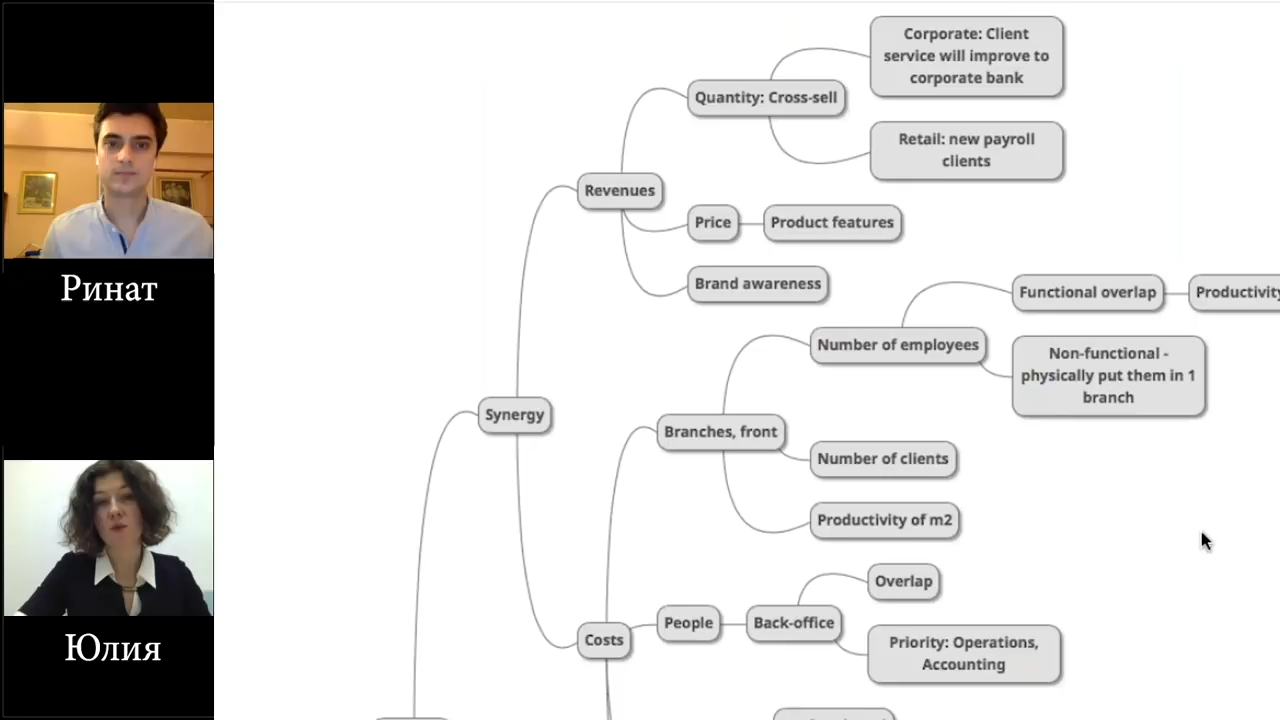 Ринат
Юлия
Corporate: Client
service will improve to
corporate bank
Quantity: Cross-sell
Retail: new payroll
clients
Revenues
Price
Product features
Brand awareness
Functional overlap
Productivity
Number of employees
Non-functional -
physically put them in 1
branch
Synergy
Branches, front
Number of clients
Productivity of m2
Overlap
Costs
People
Back-office
Priority: Operations,
Accounting